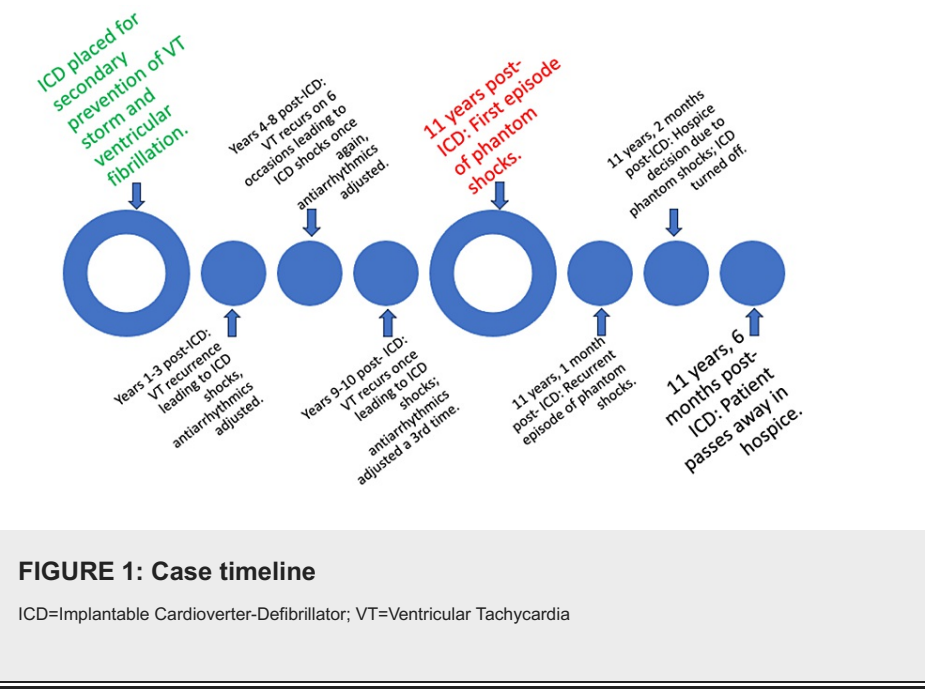 ICD placed for
secondary
prevention of VT
storm and
ventricular
fibrillation.
Years 1-3 post-ICD:
VT recurrence
leading to ICD
shocks,
antiarrhythmics
adjusted.
Years 4-8 post-ICD:
VT recurs on 6
occasions leading to
ICD shocks once
again,
antiarrhythmics
adjusted.
Years 9-10 post- ICD:
VT recurs once
leading to ICD
shocks;
antiarrhythmics
adjusted a 3rd time.
11 years post-
ICD: First episode
of phantom
shocks.
11 years, 1 month
post- ICD: Recurrent
episode of phantom
shocks.
11 years, 2 months
post-ICD: Hospice
decision due to
phantom shocks; ICD
turned off.
11 years, 6
months post-
ICD: Patient
passes away in
hospice.
FIGURE 1: Case timeline
ICD=Implantable Cardioverter-Defibrillator; VT=Ventricular Tachycardia